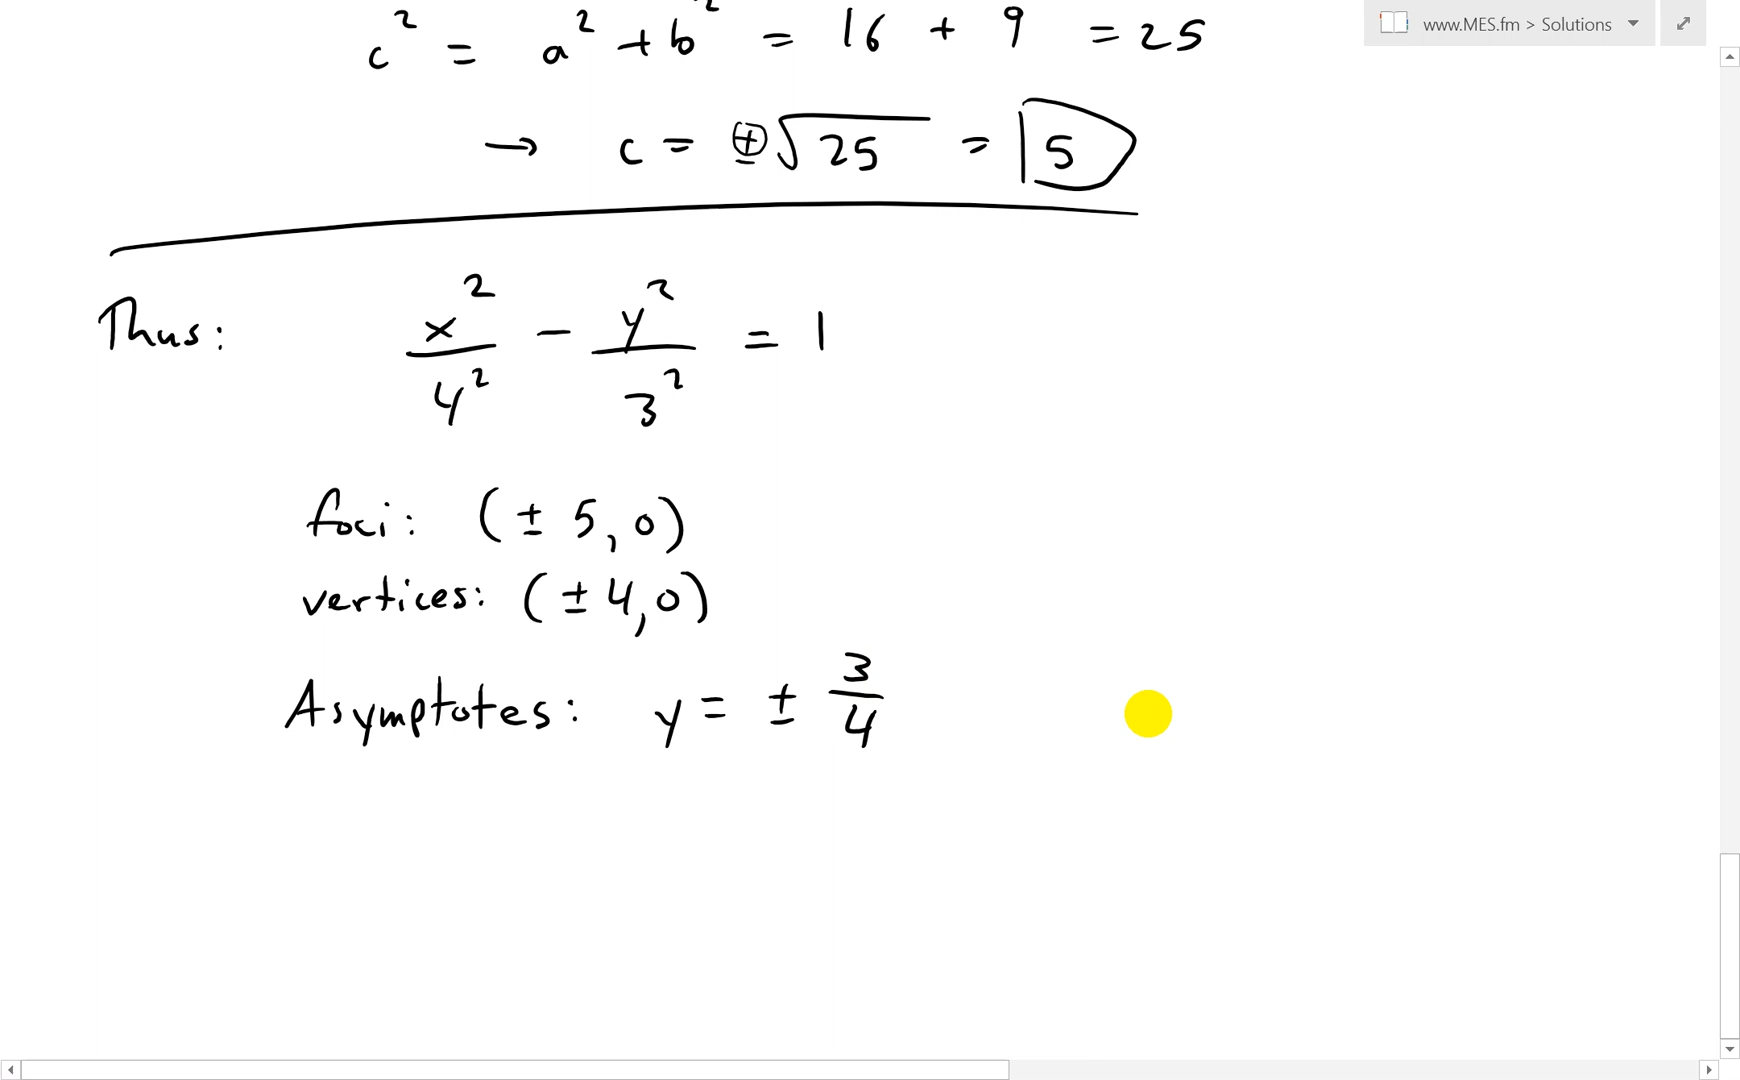 www.MES.fm > Solutions
c² = a² + b² = 16 + 9 = 25
→ c = ±√25 = 5
Thus: x²/4² − y²/3² = 1
foci: (± 5, 0)
vertices: (± 4, 0)
Asymptotes: y = ± 3/4